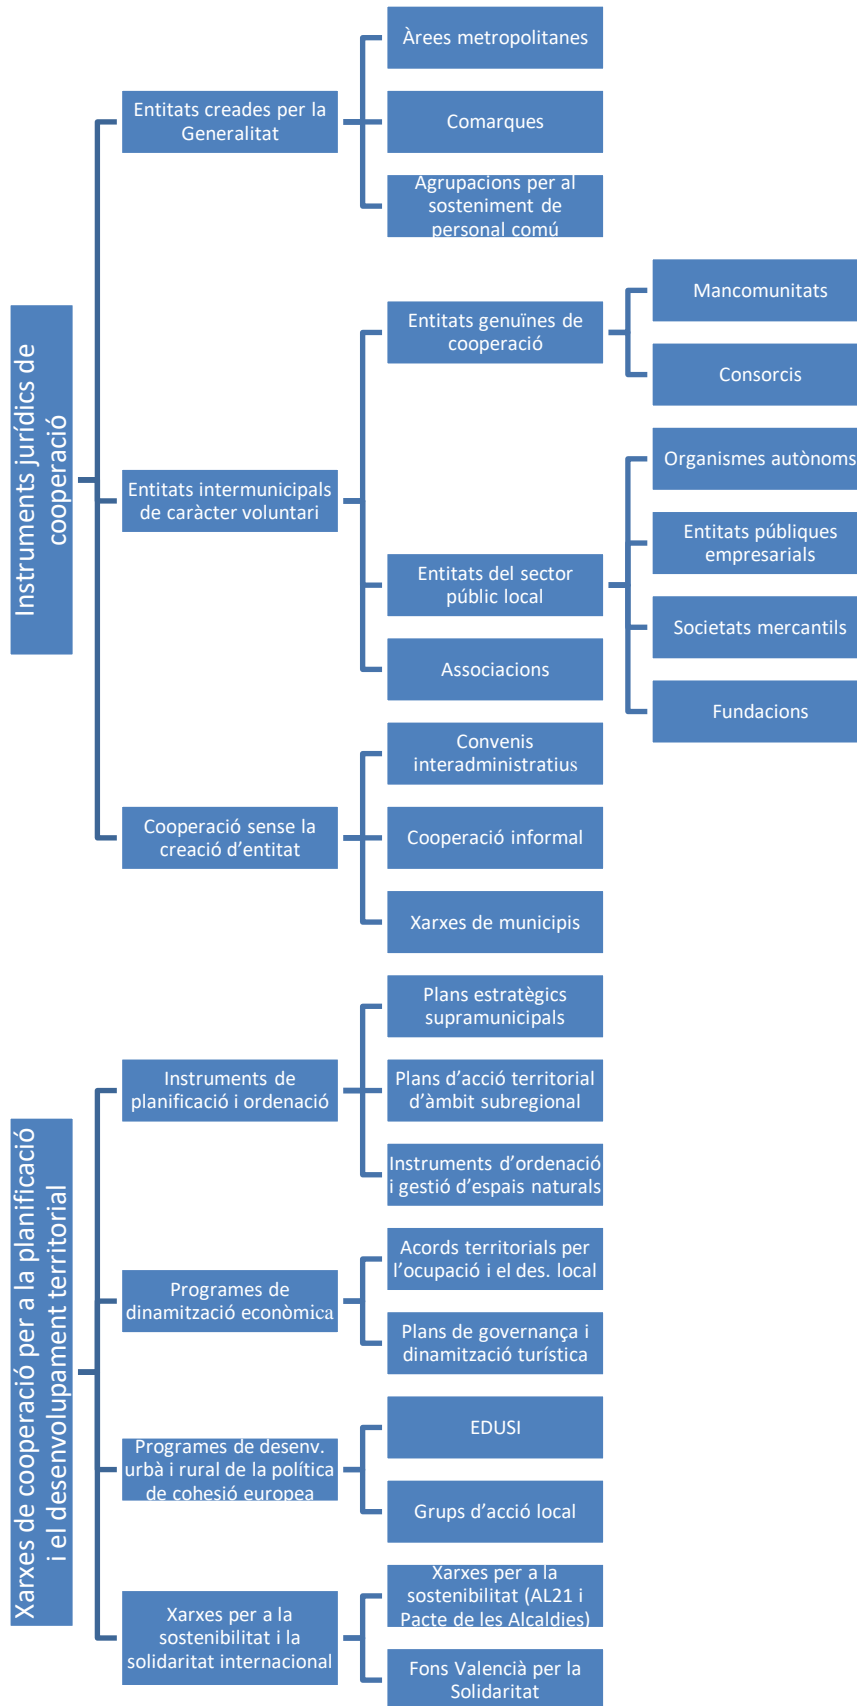 Instruments jurídics de
cooperació
Entitats creades per la
Generalitat
Àrees metropolitanes
Comarques
Agrupacions per al
sosteniment de
personal comú
Entitats intermunicipals
de caràcter voluntari
Entitats genuïnes de
cooperació
Mancomunitats
Consorcis
Entitats del sector
públic local
Organismes autònoms
Entitats públiques
empresarials
Societats mercantils
Fundacions
Associacions
Cooperació sense la
creació d’entitat
Convenis
interadministratius
Cooperació informal
Xarxes de municipis
Xarxes de cooperació per a la planificació
i el desenvolupament territorial
Instruments de
planificació i ordenació
Plans estratègics
supramunicipals
Plans d’acció territorial
d’àmbit subregional
Instruments d’ordenació
i gestió d’espais naturals
Programes de
dinamització econòmica
Acords territorials per
l’ocupació i el des. local
Plans de governança i
dinamització turística
Programes de desenv.
urbà i rural de la política
de cohesió europea
EDUSI
Grups d’acció local
Xarxes per a la
sostenibilitat i la
solidaritat internacional
Xarxes per a la
sostenibilitat (AL21 i
Pacte de les Alcaldies)
Fons Valencià per la
Solidaritat